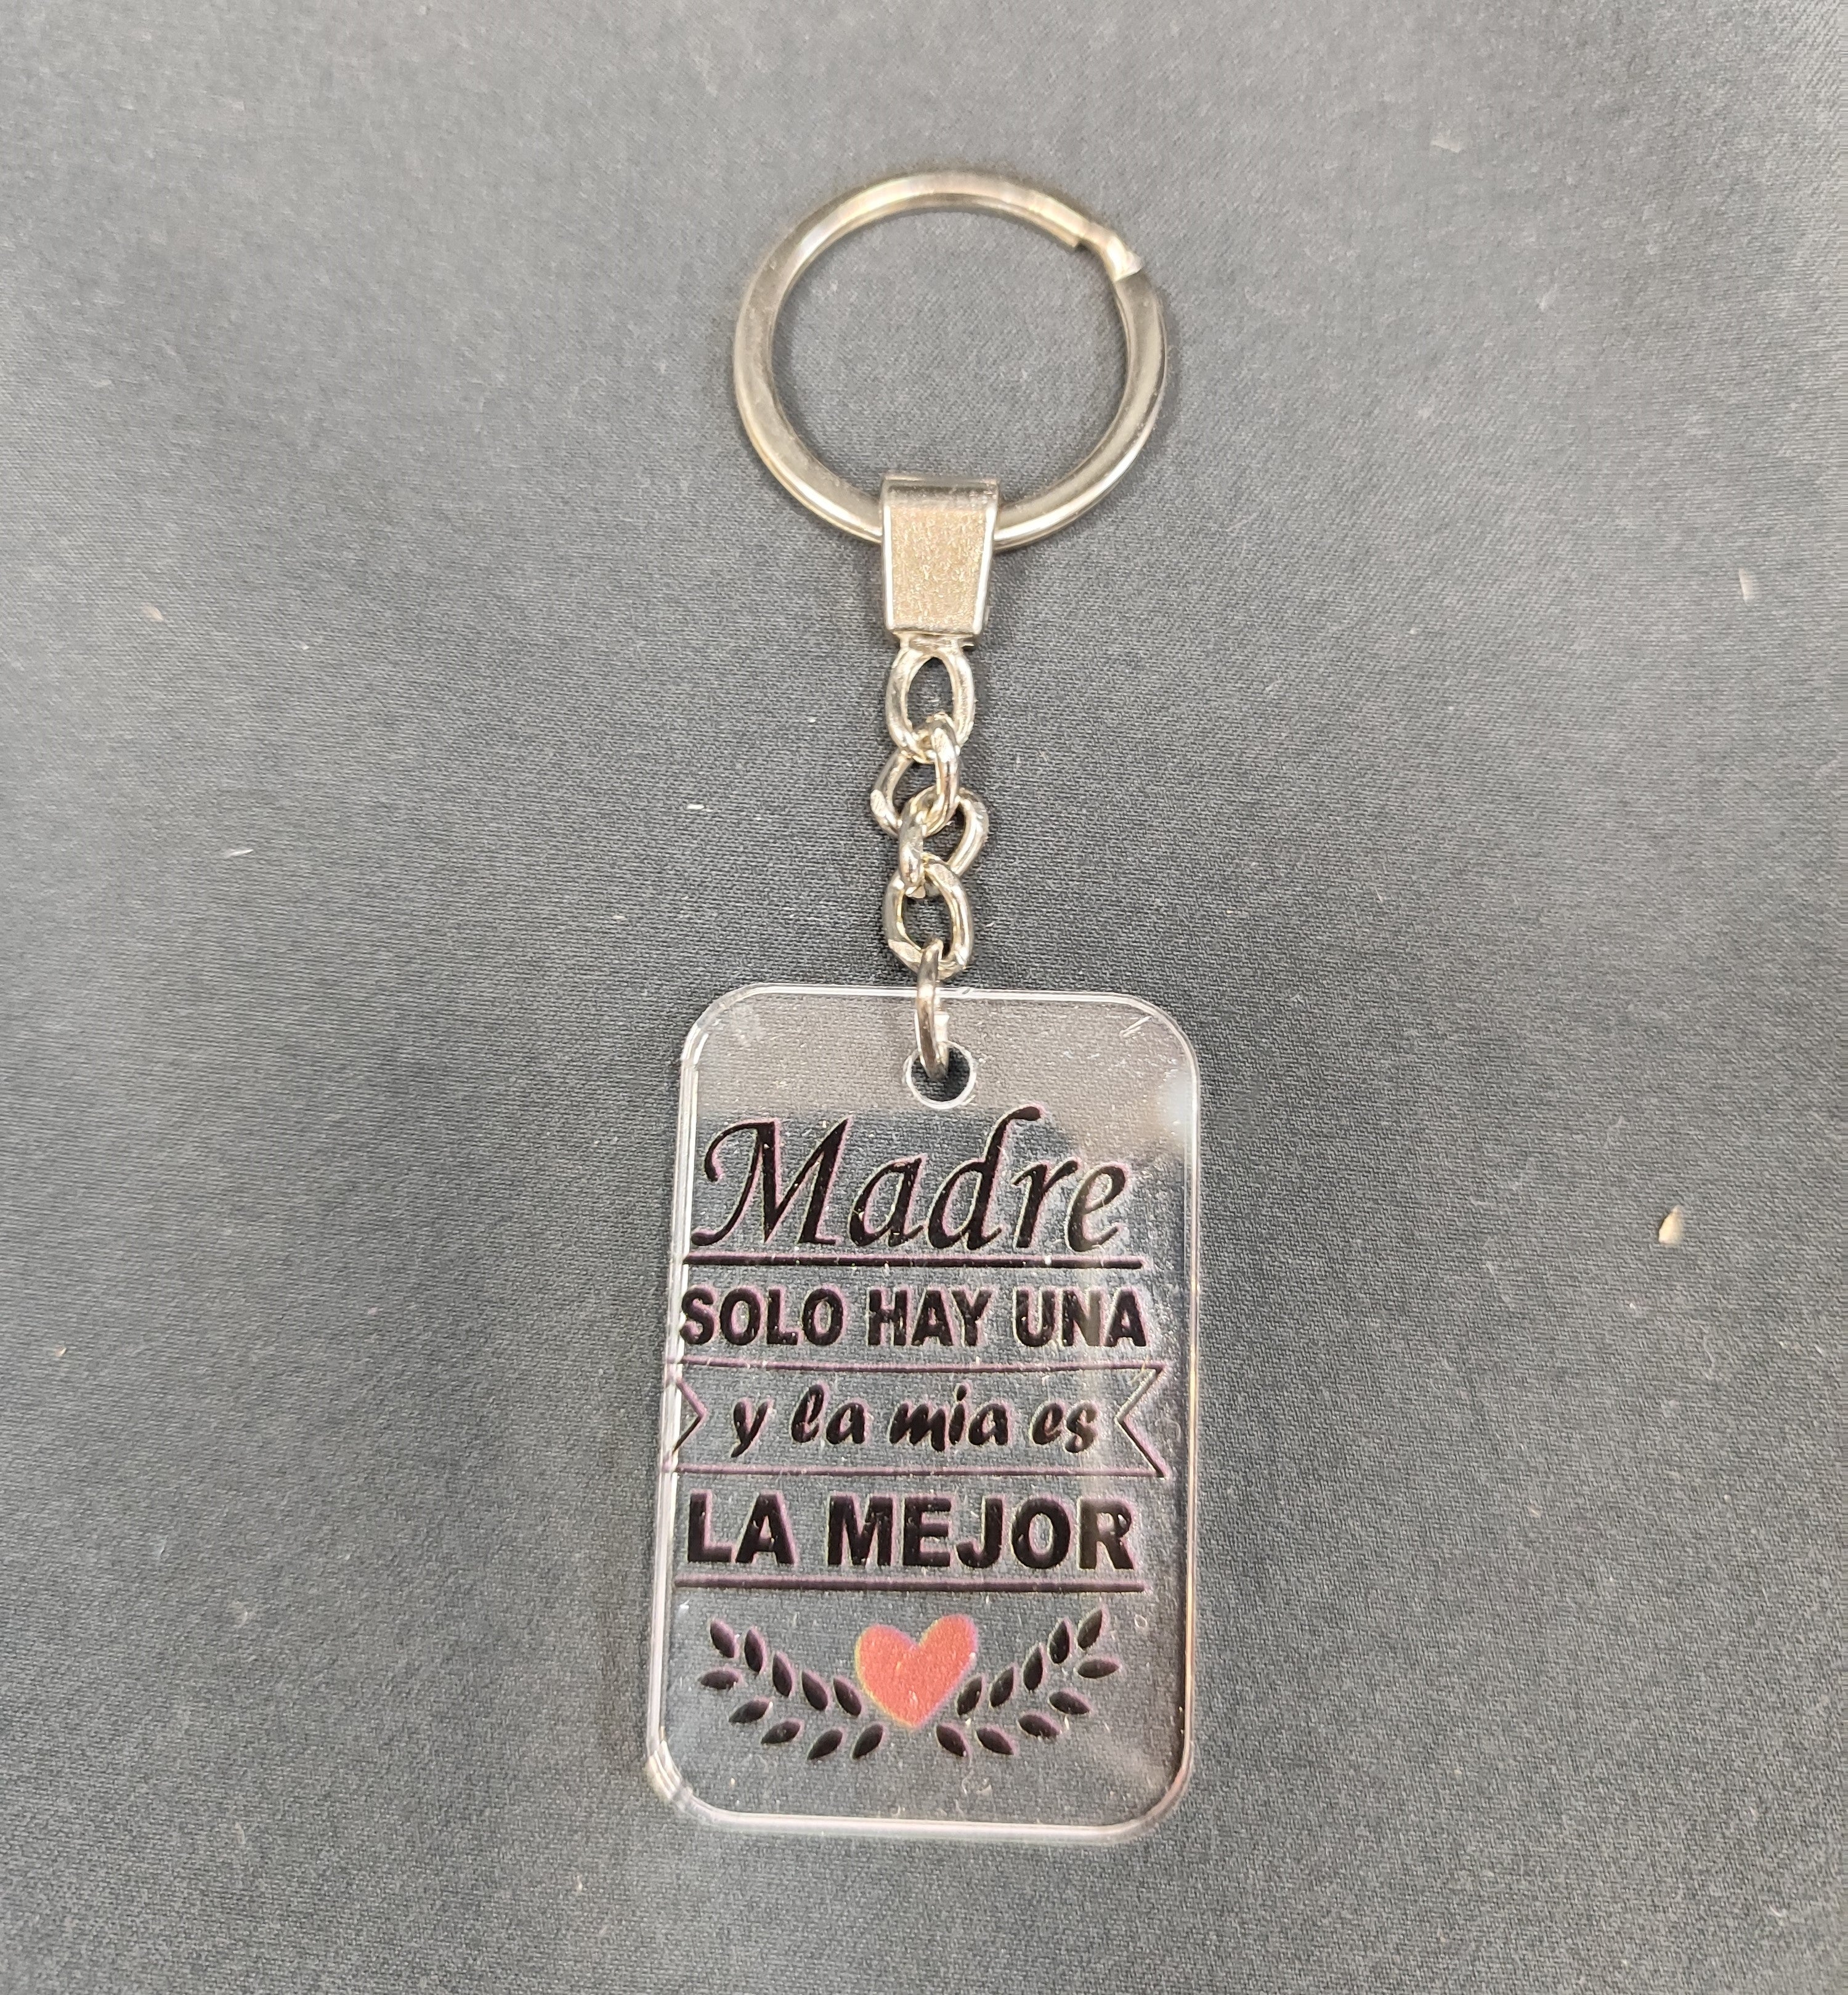 Madre
SOLO HAY UNA
y la mia es
LA MEJOR